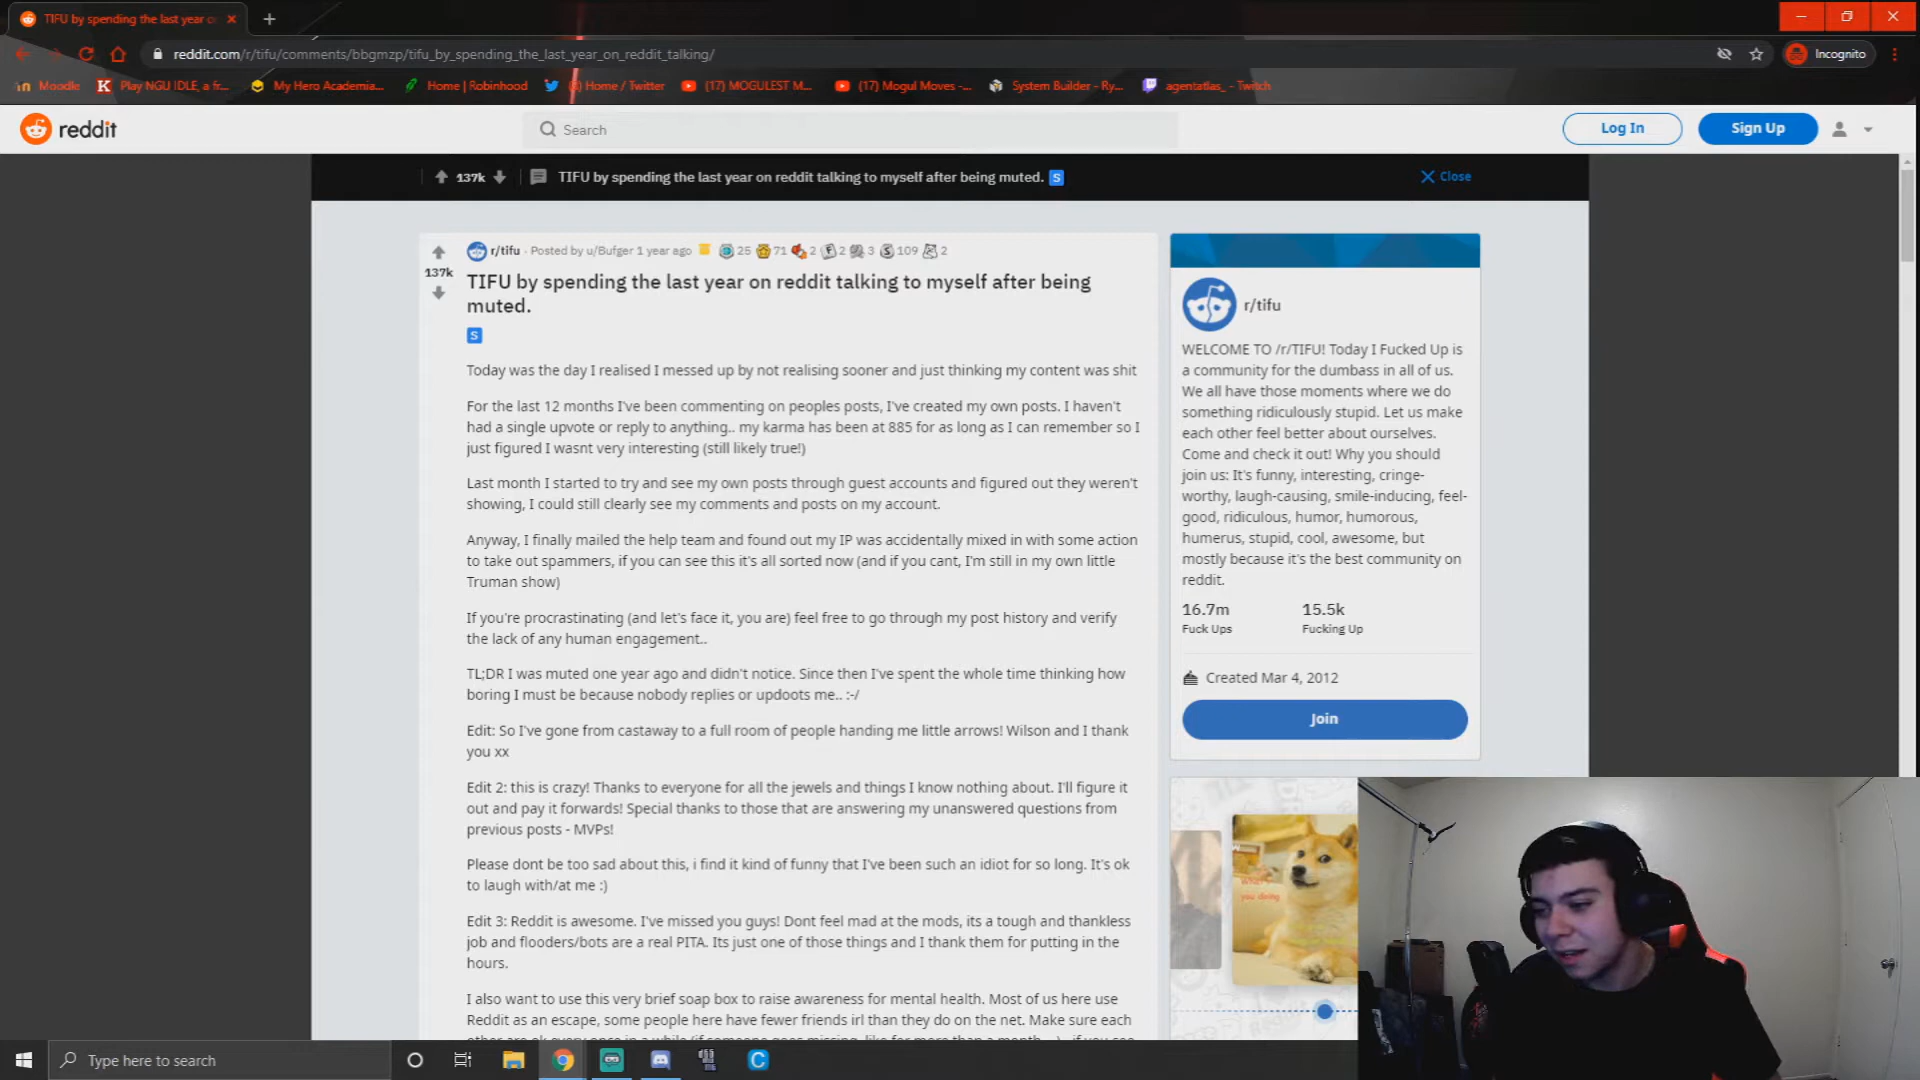 TIFU by spending the last year o
reddit.com/r/tifu/comments/bbgmzp/tifu_by_spending_the_last_year_on_reddit_talking/
Incognito
Moodle
Play NGU IDLE, a fr...
My Hero Academia...
Home | Robinhood
Home / Twitter
(17) MOGULEST M...
(17) Mogul Moves -...
System Builder - Ry...
agentatlas_ - Twitch
reddit
Search
Log In
Sign Up
137k
TIFU by spending the last year on reddit talking to myself after being muted. S
Close
r/tifu · Posted by u/Bufger 1 year ago 25 71 2 2 3 109 2
137k
TIFU by spending the last year on reddit talking to myself after being
muted.
S
Today was the day I realised I messed up by not realising sooner and just thinking my content was shit
For the last 12 months I've been commenting on peoples posts, I've created my own posts. I haven't
had a single upvote or reply to anything.. my karma has been at 885 for as long as I can remember so I
just figured I wasnt very interesting (still likely true!)
Last month I started to try and see my own posts through guest accounts and figured out they weren't
showing, I could still clearly see my comments and posts on my account.
Anyway, I finally mailed the help team and found out my IP was accidentally mixed in with some action
to take out spammers, if you can see this it's all sorted now (and if you cant, I'm still in my own little
Truman show)
If you're procrastinating (and let's face it, you are) feel free to go through my post history and verify
the lack of any human engagement..
TL;DR I was muted one year ago and didn't notice. Since then I've spent the whole time thinking how
boring I must be because nobody replies or updoots me.. :-/
Edit: So I've gone from castaway to a full room of people handing me little arrows! Wilson and I thank
you xx
Edit 2: this is crazy! Thanks to everyone for all the jewels and things I know nothing about. I'll figure it
out and pay it forwards! Special thanks to those that are answering my unanswered questions from
previous posts - MVPs!
Please dont be too sad about this, i find it kind of funny that I've been such an idiot for so long. It's ok
to laugh with/at me :)
Edit 3: Reddit is awesome. I've missed you guys! Dont feel mad at the mods, its a tough and thankless
job and flooders/bots are a real PITA. Its just one of those things and I thank them for putting in the
hours.
I also want to use this very brief soap box to raise awareness for mental health. Most of us here use
Reddit as an escape, some people here have fewer friends irl than they do on the net. Make sure each
r/tifu
WELCOME TO /r/TIFU! Today I Fucked Up is
a community for the dumbass in all of us.
We all have those moments where we do
something ridiculously stupid. Let us make
each other feel better about ourselves.
Come and check it out! Why you should
join us: It's funny, interesting, cringe-
worthy, laugh-causing, smile-inducing, feel-
good, ridiculous, humor, humorous,
humerus, stupid, cool, awesome, but
mostly because it's the best community on
reddit.
16.7m
Fuck Ups
15.5k
Fucking Up
Created Mar 4, 2012
Join
you doing
Type here to search